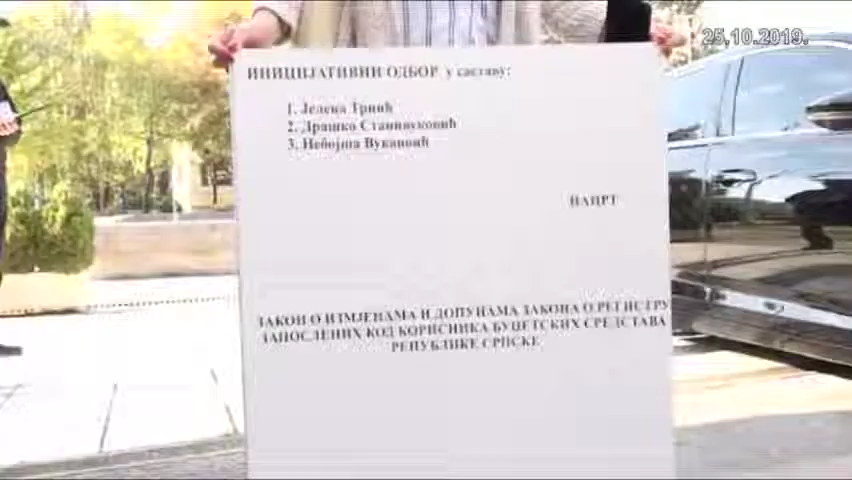 25.10.2019.
ИНИЦИЈАТИВНИ ОДБОР у саставу:
1. Јелена Тривић
2. Драшко Станивуковић
3. Небојша Вукановић
НАЦРТ
ЗАКОН О ИЗМЈЕНАМА И ДОПУНАМА ЗАКОНА О РЕГИСТРУ
ЗАПОСЛЕНИХ КОД КОРИСНИКА БУЏЕТСКИХ СРЕДСТАВА
РЕПУБЛИКЕ СРПСКЕ